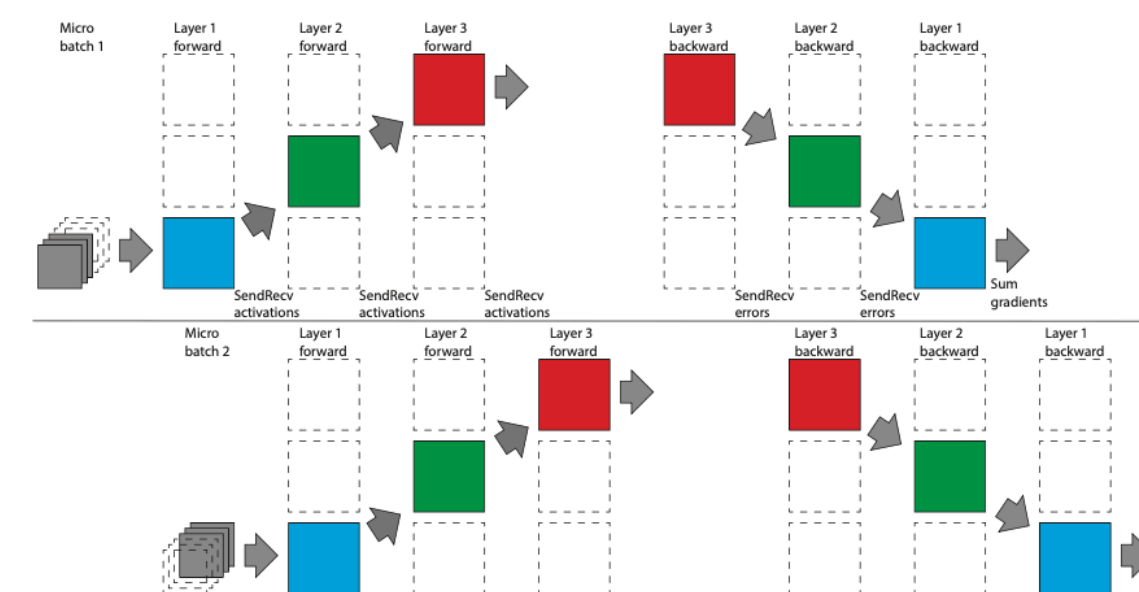 Micro
batch 1
Layer 1
forward
Layer 2
forward
Layer 3
forward
Layer 3
backward
Layer 2
backward
Layer 1
backward
SendRecv
activations
SendRecv
activations
SendRecv
activations
SendRecv
errors
SendRecv
errors
Sum
gradients
Micro
batch 2
Layer 1
forward
Layer 2
forward
Layer 3
forward
Layer 3
backward
Layer 2
backward
Layer 1
backward